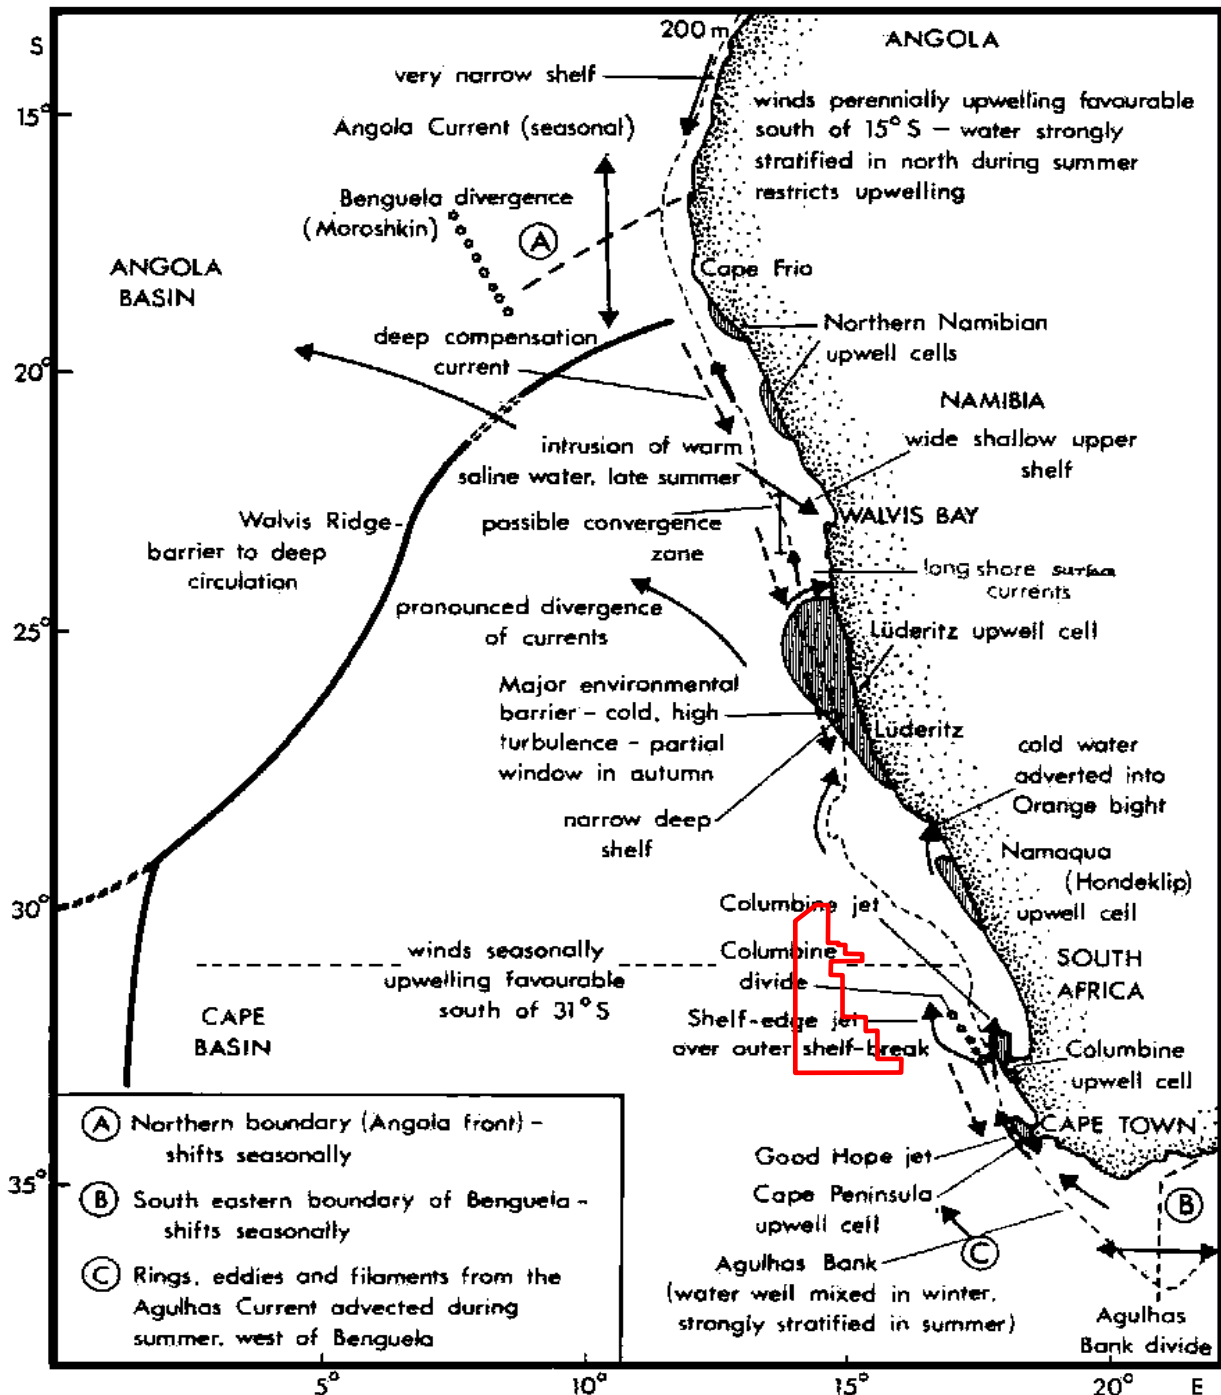 200 m
ANGOLA
S
very narrow shelf
15°
winds perennially upwelling favourable
south of 15° S – water strongly
stratified in north during summer
restricts upwelling
Angola Current (seasonal)
Benguela divergence
(Moroshkin)
A
ANGOLA
BASIN
Cape Frio
Northern Namibian
upwell cells
deep compensation
current
20°
NAMIBIA
wide shallow upper
shelf
intrusion of warm
saline water, late summer
WALVIS BAY
possible convergence
zone
Walvis Ridge-
barrier to deep
circulation
long shore surface
currents
pronounced divergence
of currents
25°
Lüderitz upwell cell
Major environmental
barrier – cold, high
turbulence – partial
window in autumn
Lüderitz
cold water
adverted into
Orange bight
narrow deep
shelf
Namaqua
(Hondeklip)
upwell cell
30°
Columbine jet
winds seasonally
upwelling favourable
south of 31° S
Columbine
divide
SOUTH
AFRICA
CAPE
BASIN
Shelf-edge jet
over outer shelf-break
Columbine
upwell cell
A Northern boundary (Angola front) –
shifts seasonally
B South eastern boundary of Benguela –
shifts seasonally
C Rings, eddies and filaments from the
Agulhas Current advected during
summer, west of Benguela
CAPE TOWN
Good Hope jet
35°
Cape Peninsula
upwell cell
B
C
Agulhas Bank
(water well mixed in winter,
strongly stratified in summer)
Agulhas
Bank divide
5°
10°
15°
20°
E